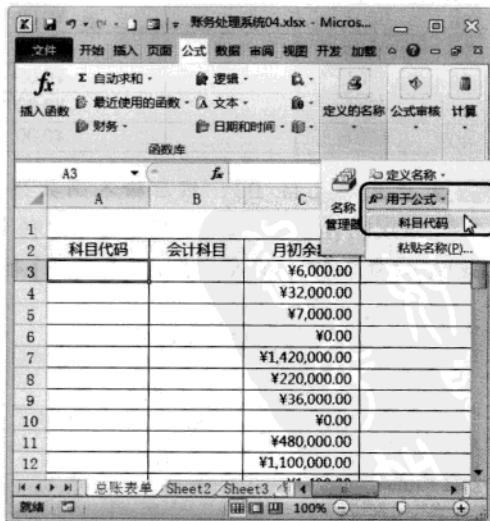 账务处理系统04.xlsx - Micros...
文件 开始 插入 页面 公式 数据 审阅 视图 开发 加载
fx 插入函数
Σ 自动求和
最近使用的函数
财务
逻辑
A 文本
日期和时间
定义的名称 公式审核 计算
函数库
A3 fx
名称管理器
定义名称
用于公式
科目代码
粘贴名称(P)...
A B C
1
2 科目代码 会计科目 月初余
3 ¥6,000.00
4 ¥32,000.00
5 ¥7,000.00
6 ¥0.00
7 ¥1,420,000.00
8 ¥220,000.00
9 ¥36,000.00
10 ¥0.00
11 ¥480,000.00
12 ¥1,100,000.00
总账表单 Sheet2 Sheet3
就绪 100%